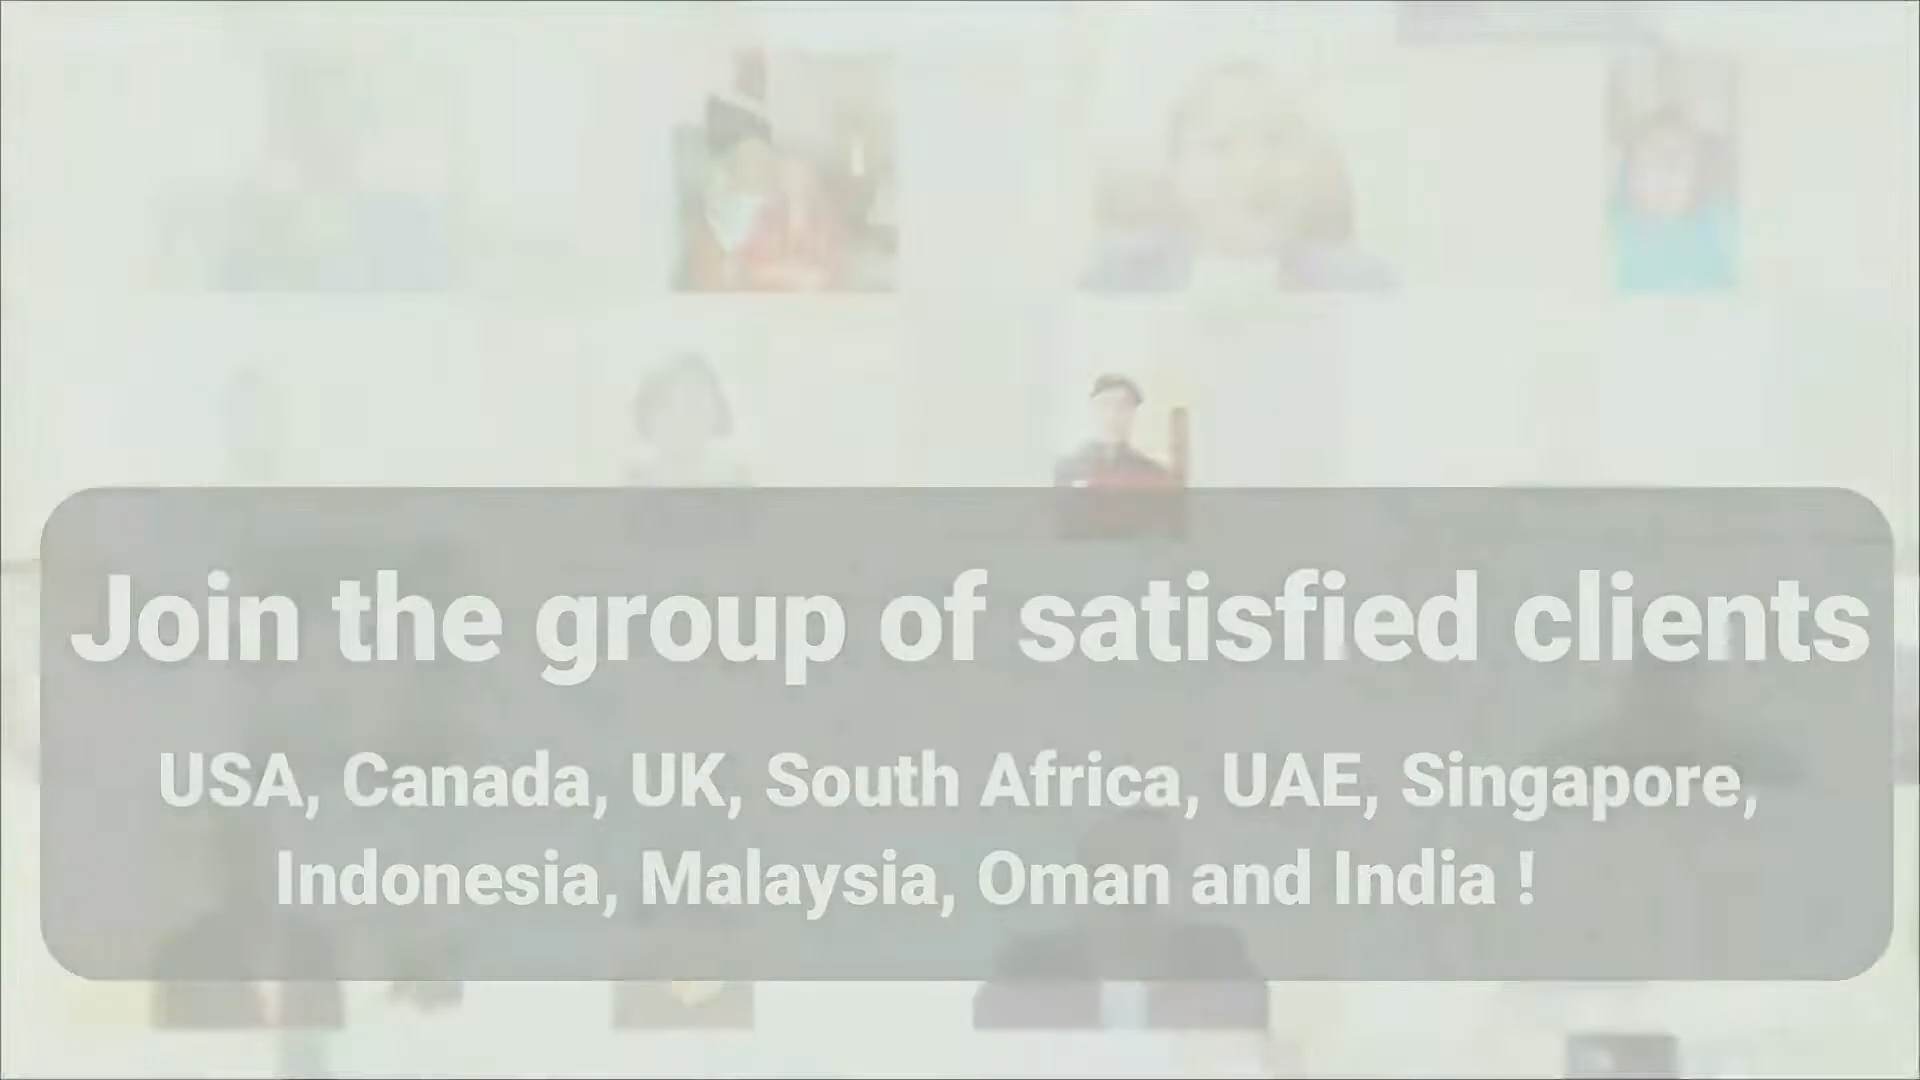 Join the group of satisfied clients
USA, Canada, UK, South Africa, UAE, Singapore,
Indonesia, Malaysia, Oman and India !